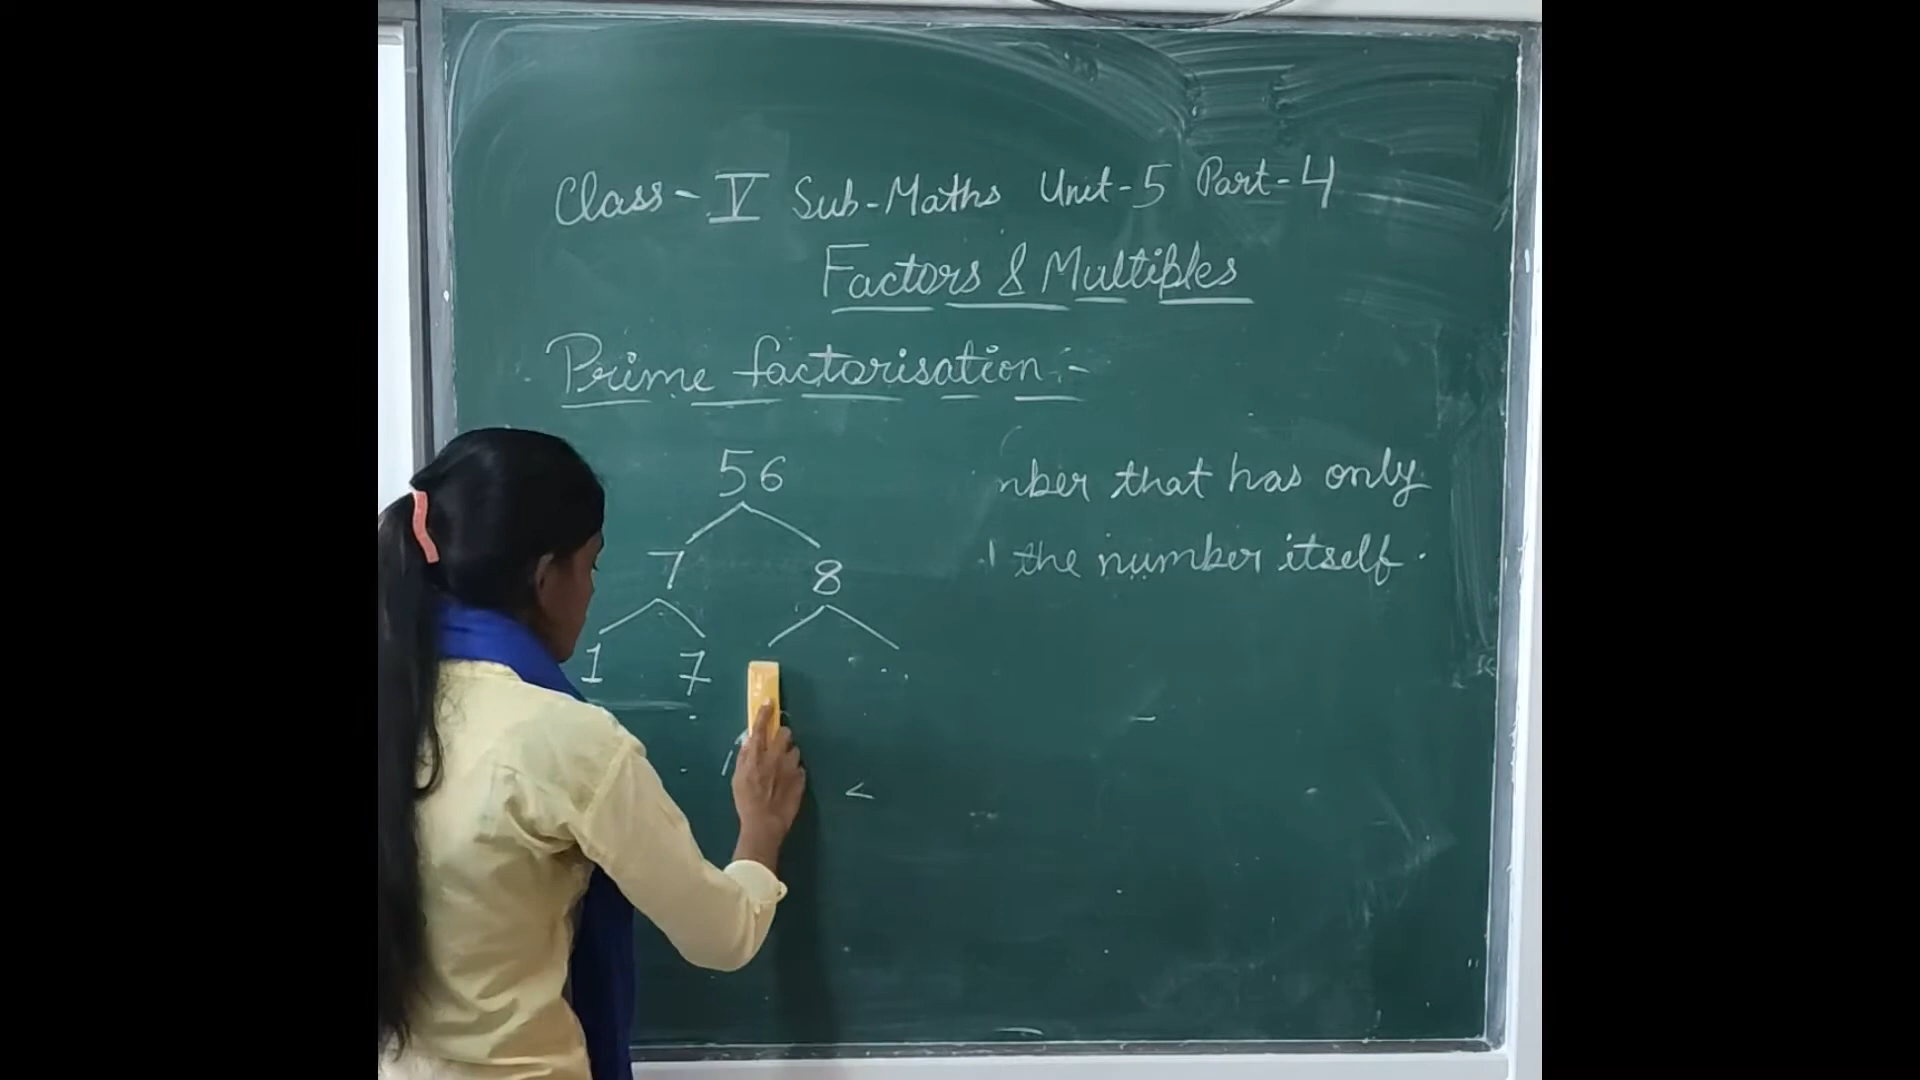 Class - V Sub-Maths Unit-5 Part-4
Factors & Multiples
Prime factorisation :-
56
7 8
1 7
that has only
the number itself.